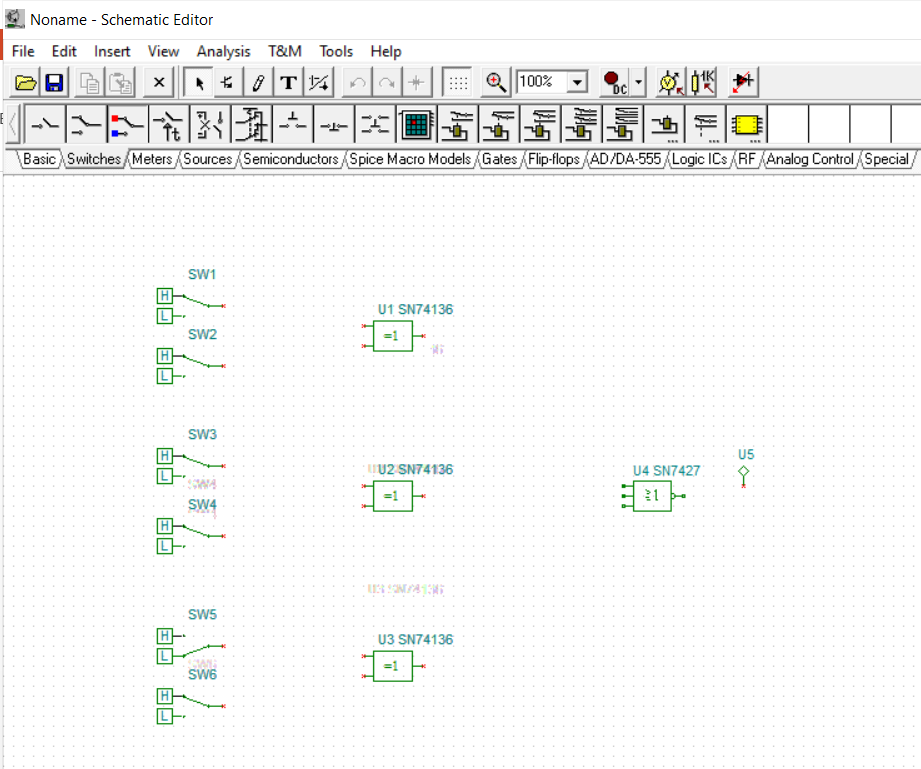 Noname - Schematic Editor
File Edit Insert View Analysis T&M Tools Help
T 100% DC 1K
Basic Switches Meters Sources Semiconductors Spice Macro Models Gates Flip-flops AD/DA-555 Logic ICs RF Analog Control Special
SW1
H
L
U1 SN74136
=1
SW2
H
L
SW3
H
L
SW4
H
L
U2 SN74136
=1
U4 SN7427
≥1
U5
SW5
H
L
SW6
H
L
U3 SN74136
=1